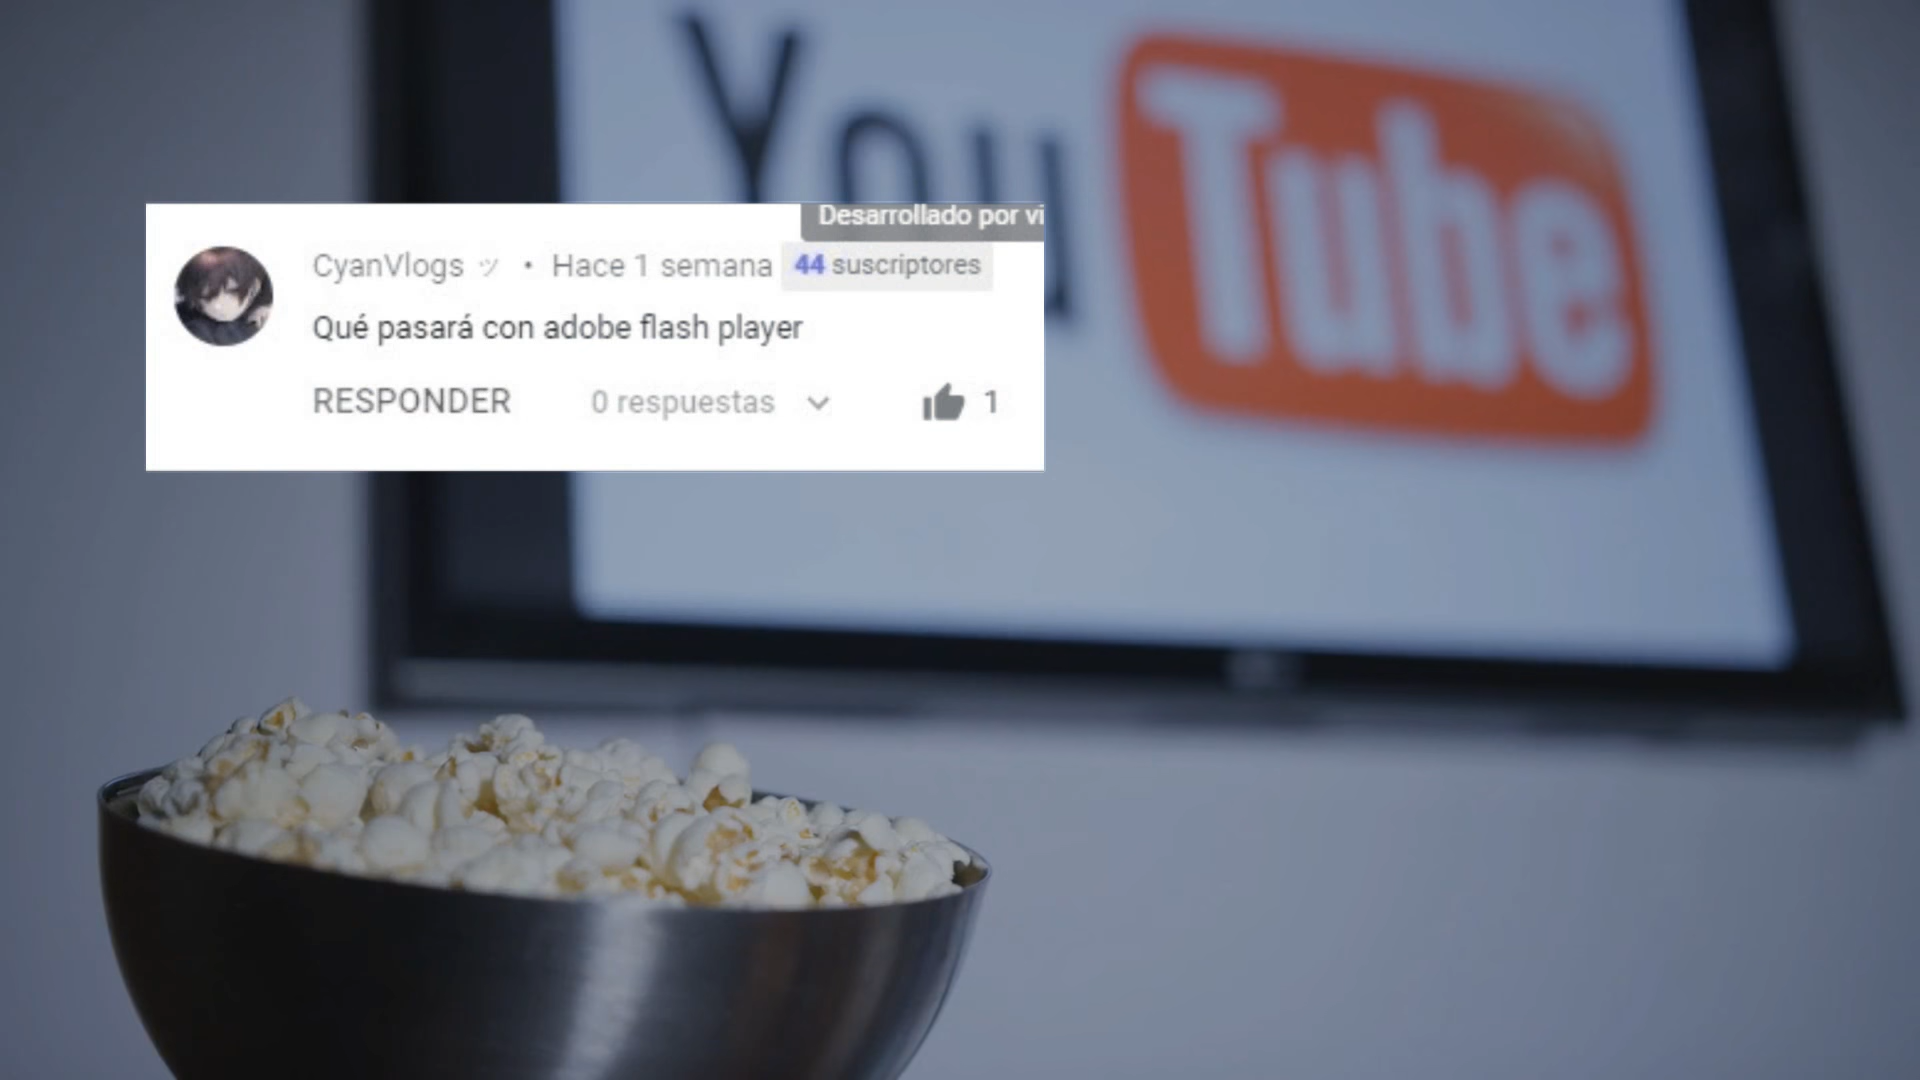 YouTube
Desarrollado por vi
CyanVlogs ツ • Hace 1 semana 44 suscriptores
Qué pasará con adobe flash player
RESPONDER 0 respuestas 1